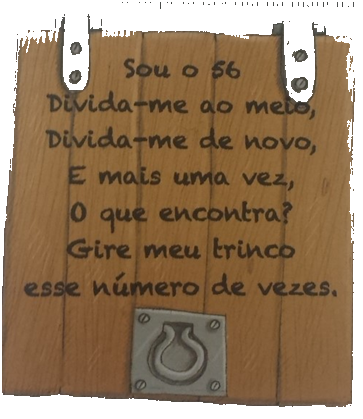 Sou o 56
Divida-me ao meio,
Divida-me de novo,
E mais uma vez,
O que encontra?
Gire meu trinco
esse número de vezes.